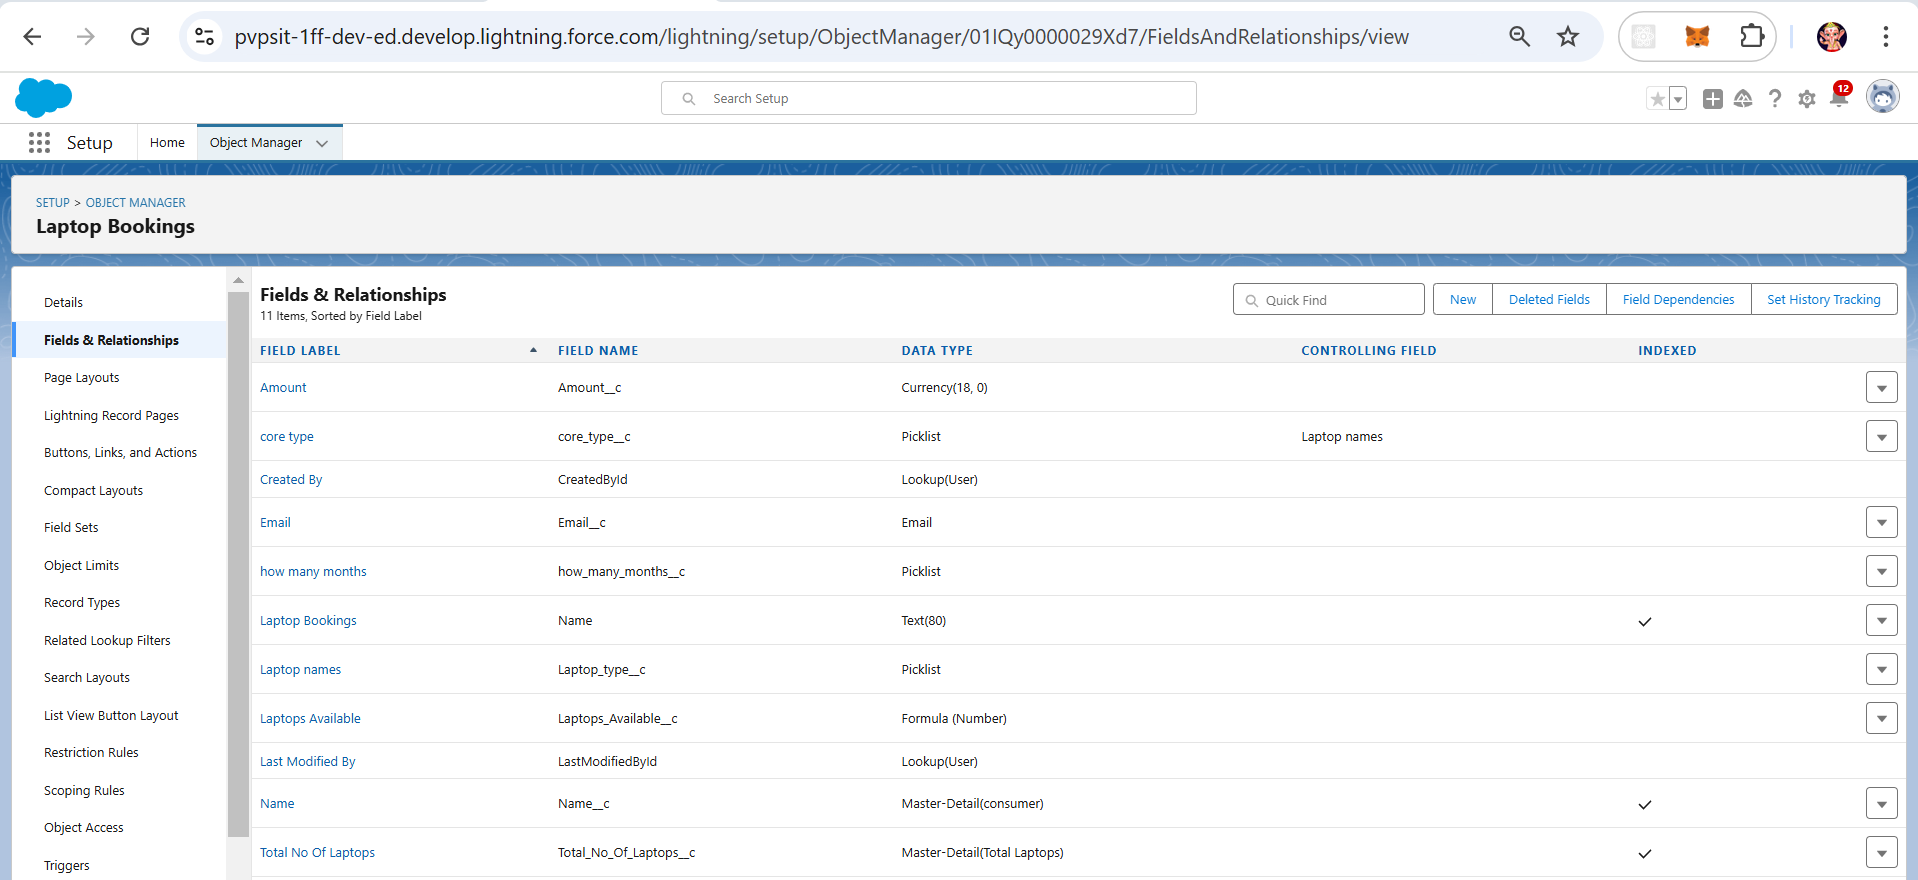 pvpsit-1ff-dev-ed.develop.lightning.force.com/lightning/setup/ObjectManager/01IQy0000029Xd7/FieldsAndRelationships/view
Search Setup
12
Setup Home Object Manager
SETUP > OBJECT MANAGER
Laptop Bookings
Details
Fields & Relationships
Page Layouts
Lightning Record Pages
Buttons, Links, and Actions
Compact Layouts
Field Sets
Object Limits
Record Types
Related Lookup Filters
Search Layouts
List View Button Layout
Restriction Rules
Scoping Rules
Object Access
Triggers
Fields & Relationships
11 Items, Sorted by Field Label
Quick Find New Deleted Fields Field Dependencies Set History Tracking
FIELD LABEL FIELD NAME DATA TYPE CONTROLLING FIELD INDEXED
Amount Amount__c Currency(18, 0)
core type core_type__c Picklist Laptop names
Created By CreatedById Lookup(User)
Email Email__c Email
how many months how_many_months__c Picklist
Laptop Bookings Name Text(80)
Laptop names Laptop_type__c Picklist
Laptops Available Laptops_Available__c Formula (Number)
Last Modified By LastModifiedById Lookup(User)
Name Name__c Master-Detail(consumer)
Total No Of Laptops Total_No_Of_Laptops__c Master-Detail(Total Laptops)